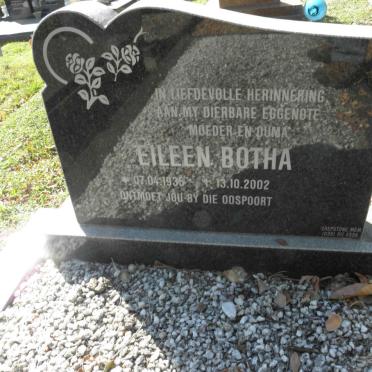 IN LIEFDEVOLLE HERINNERING
AAN MY DIERBARE EGGENOTE
MOEDER EN OUMA
EILEEN BOTHA
* 07.04.1935 † 13.10.2002
ONTMOET JOU BY DIE OOSPOORT